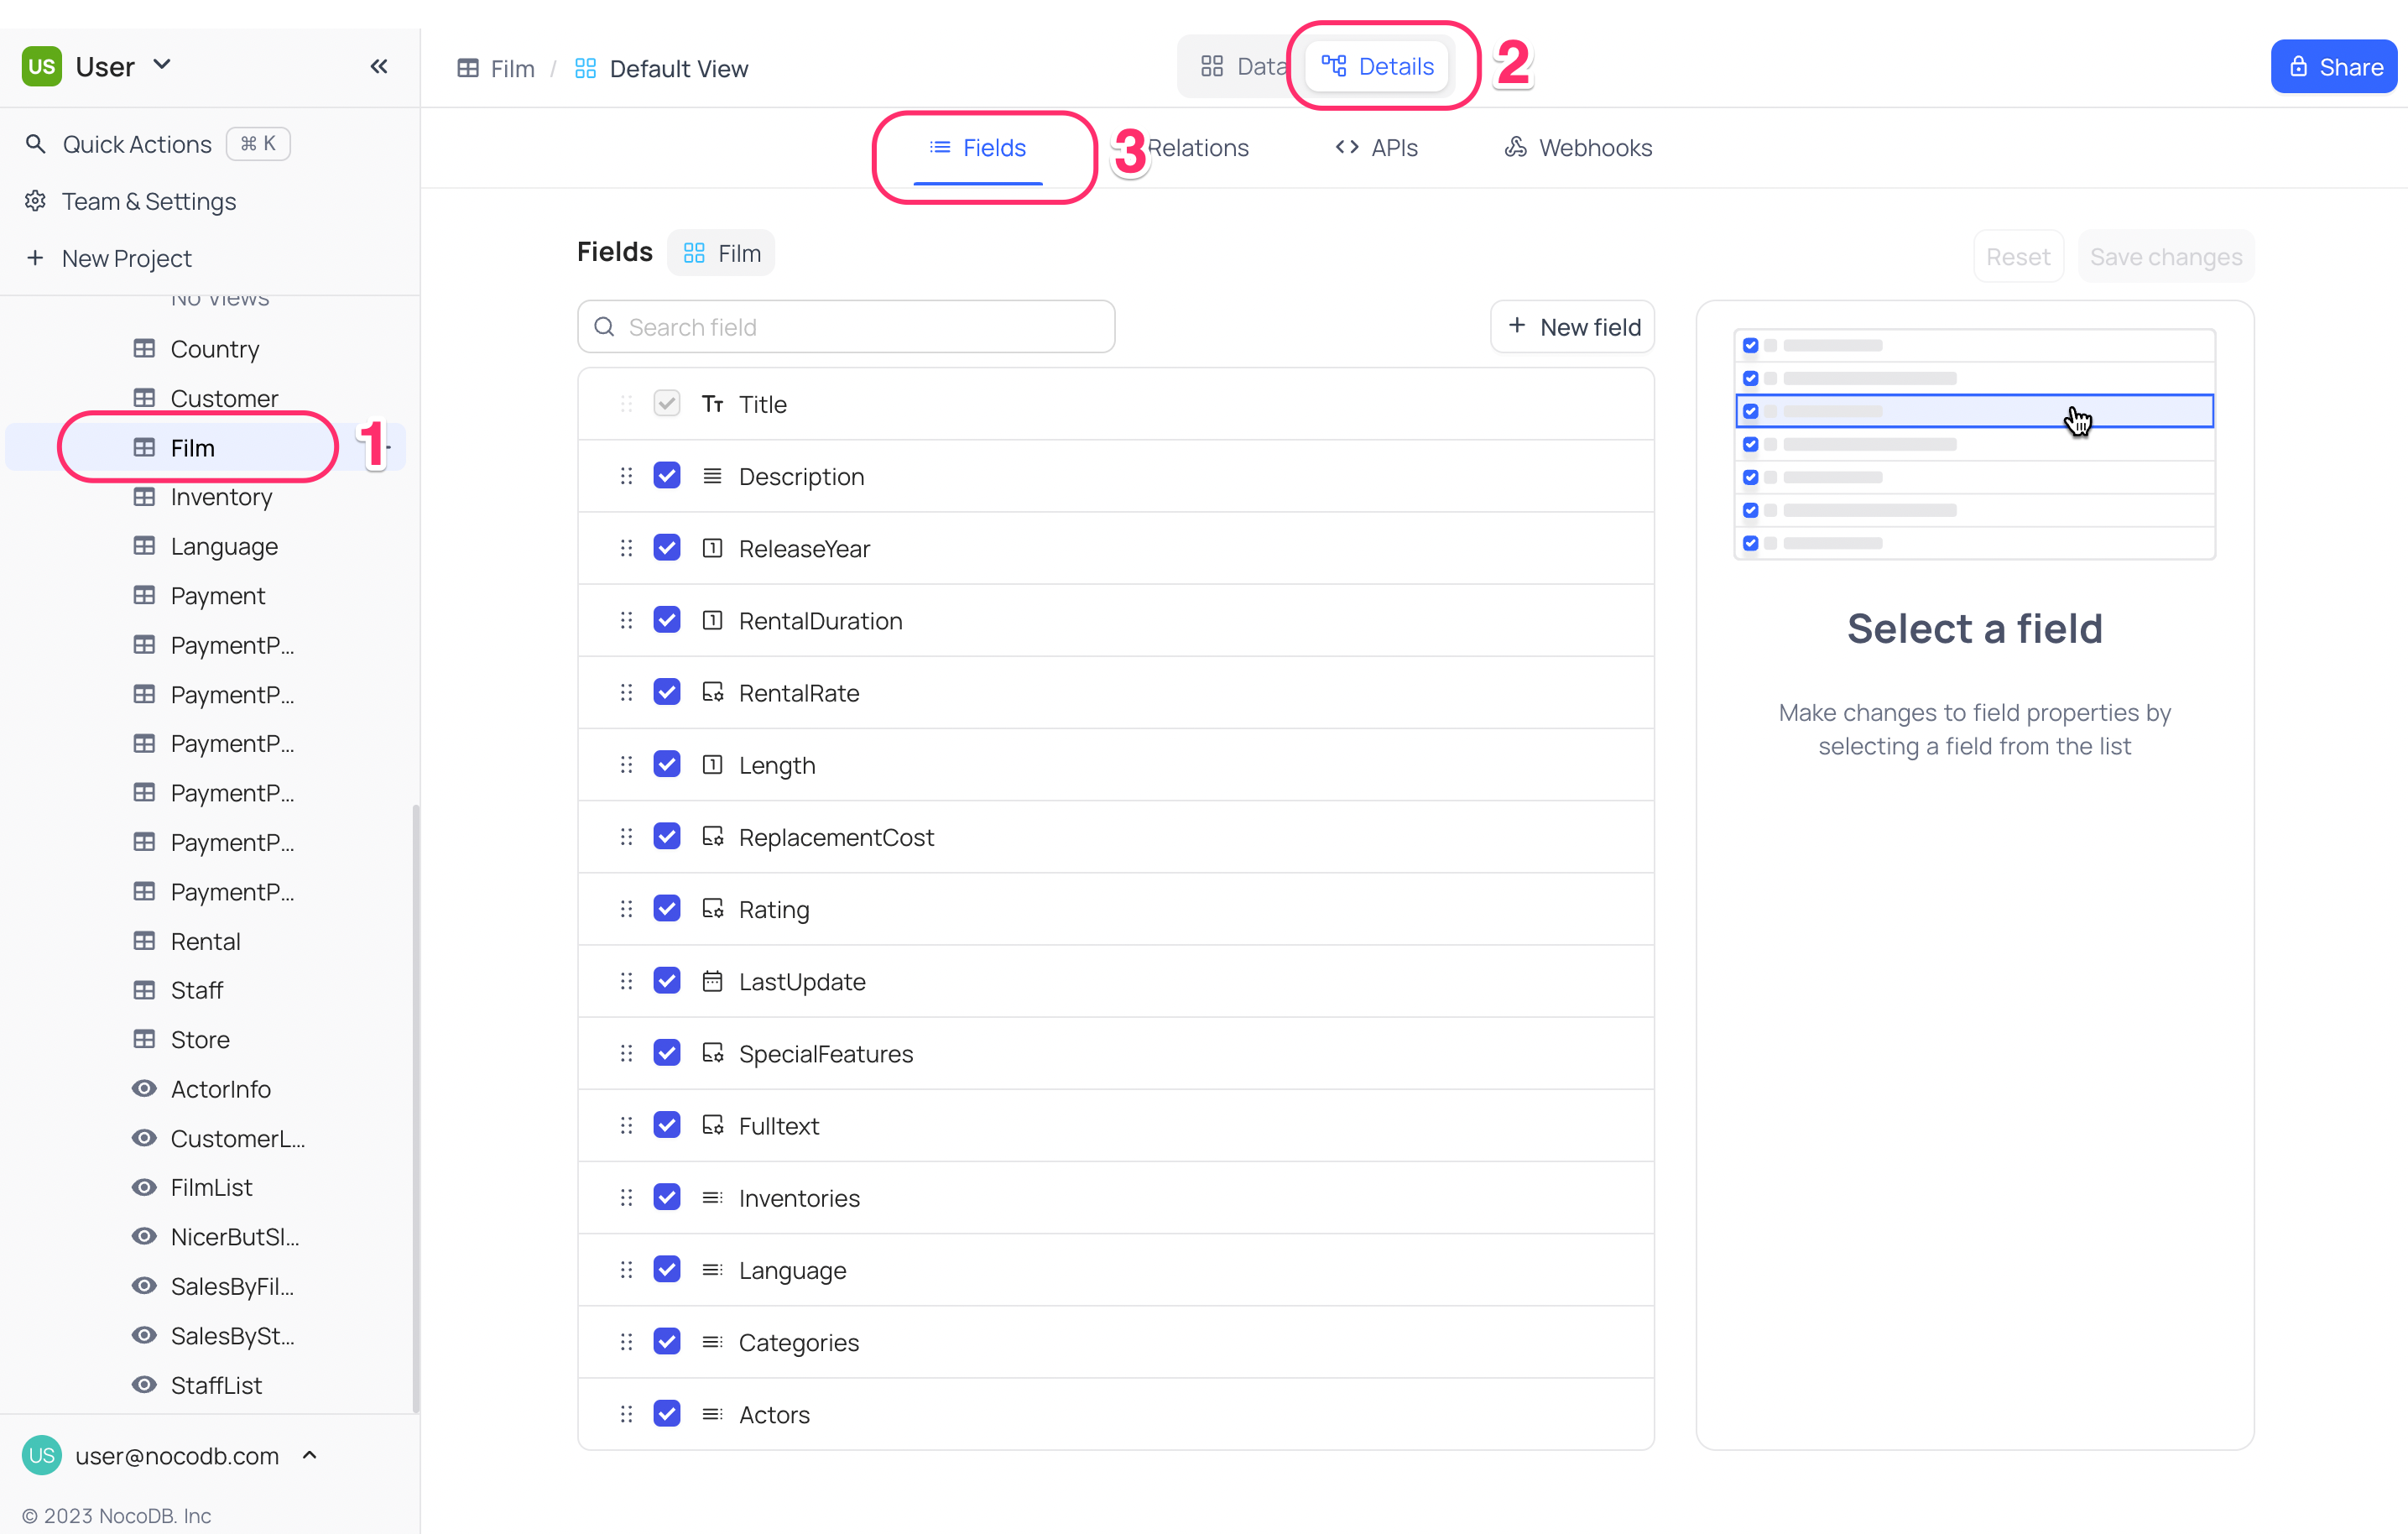 US User
Quick Actions ⌘ K
Team & Settings
+ New Project
No Views
Country
Customer
Film
1
Inventory
Language
Payment
PaymentP...
PaymentP...
PaymentP...
PaymentP...
PaymentP...
PaymentP...
Rental
Staff
Store
ActorInfo
CustomerL...
FilmList
NicerButSl...
SalesByFil...
SalesBySt...
StaffList
US user@nocodb.com
© 2023 NocoDB. Inc
Film / Default View
Data
Details
2
Share
Fields
3
Relations
APIs
Webhooks
Fields Film
Reset
Save changes
Search field
+ New field
Title
Description
ReleaseYear
RentalDuration
RentalRate
Length
ReplacementCost
Rating
LastUpdate
SpecialFeatures
Fulltext
Inventories
Language
Categories
Actors
Select a field
Make changes to field properties by
selecting a field from the list